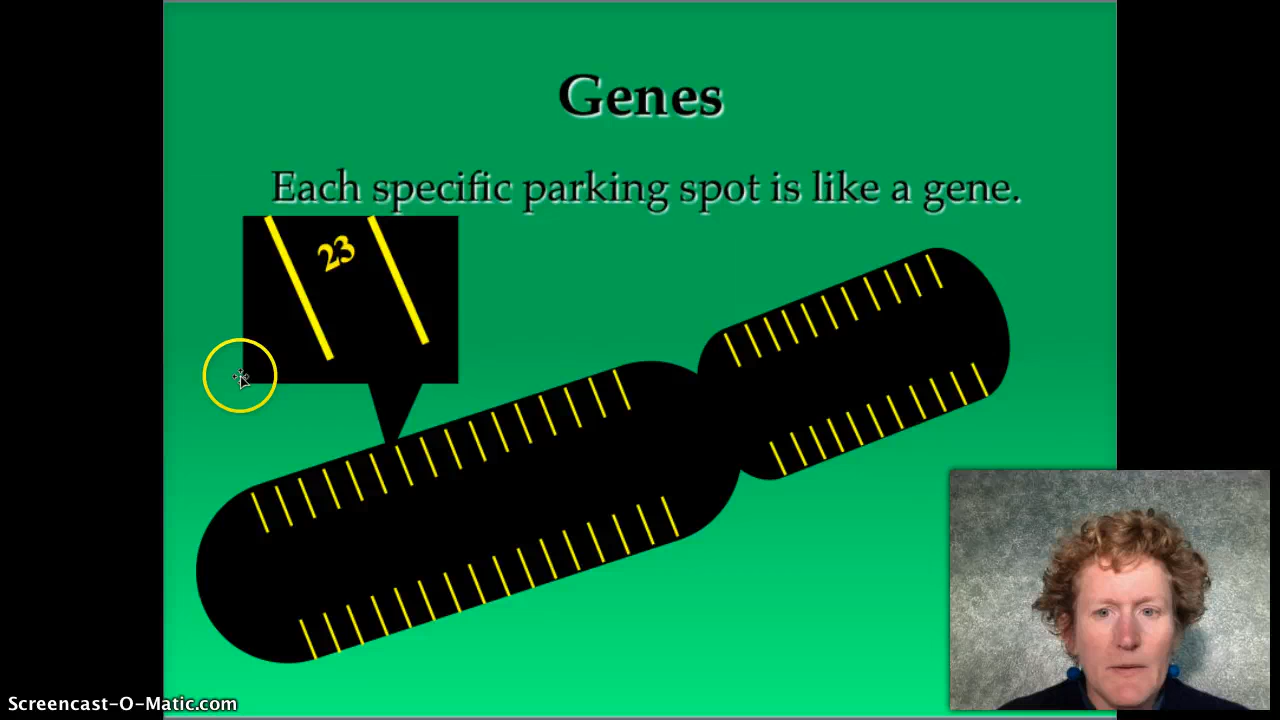 Genes
Each specific parking spot is like a gene.
23
Screencast-O-Matic.com